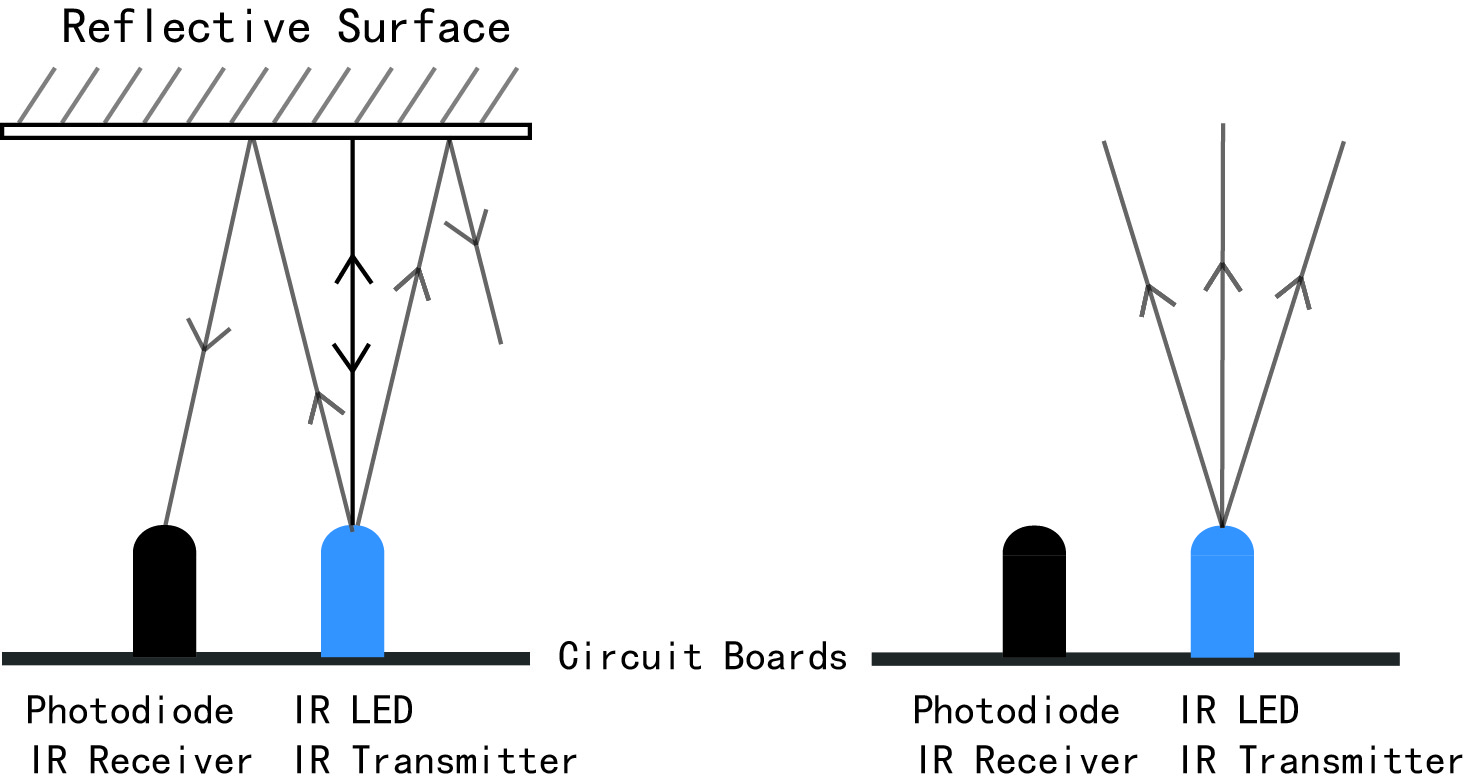 Reflective Surface
Circuit Boards
Photodiode
IR Receiver
IR LED
IR Transmitter
Photodiode
IR Receiver
IR LED
IR Transmitter